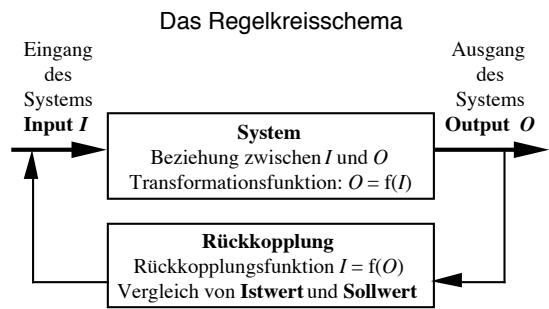 Das Regelkreisschema
Eingang
des
Systems
Input I
Ausgang
des
Systems
Output O
System
Beziehung zwischen I und O
Transformationsfunktion: O = f(I)
Rückkopplung
Rückkopplungsfunktion I = f(O)
Vergleich von Istwert und Sollwert